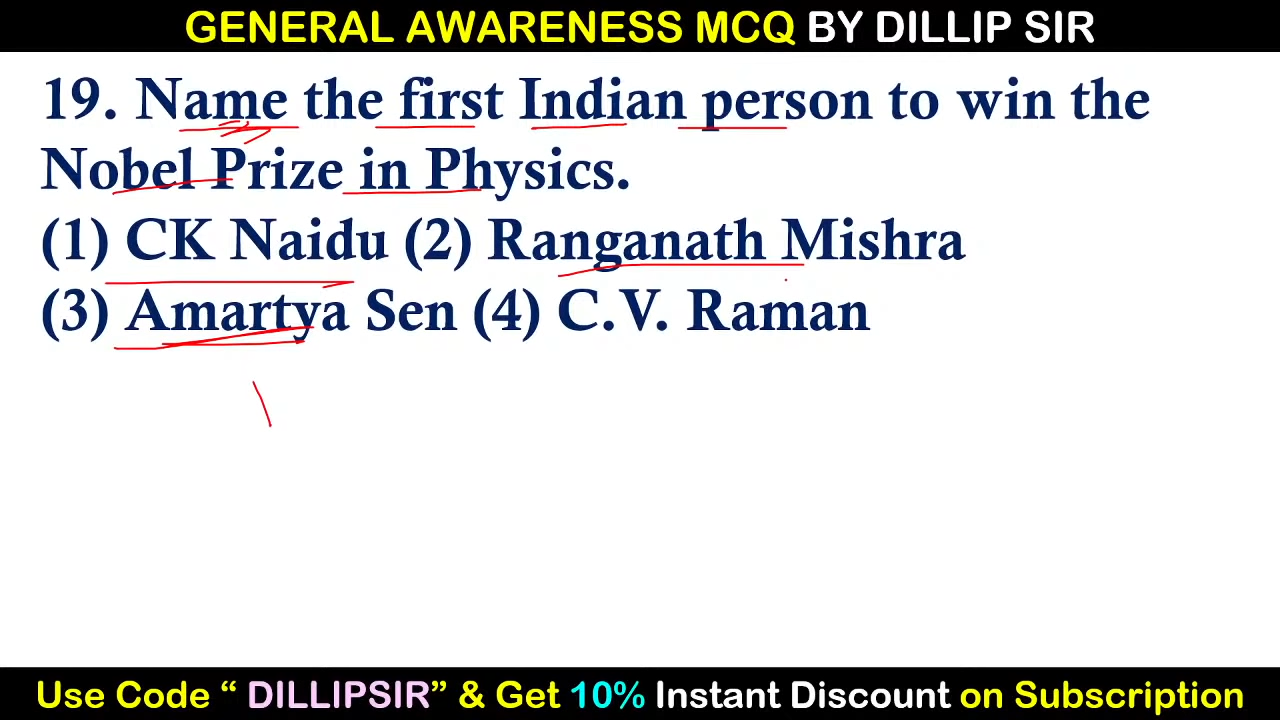 GENERAL AWARENESS MCQ BY DILLIP SIR
19. Name the first Indian person to win the
Nobel Prize in Physics.
(1) CK Naidu (2) Ranganath Mishra
(3) Amartya Sen (4) C.V. Raman
Use Code “ DILLIPSIR” & Get 10% Instant Discount on Subscription